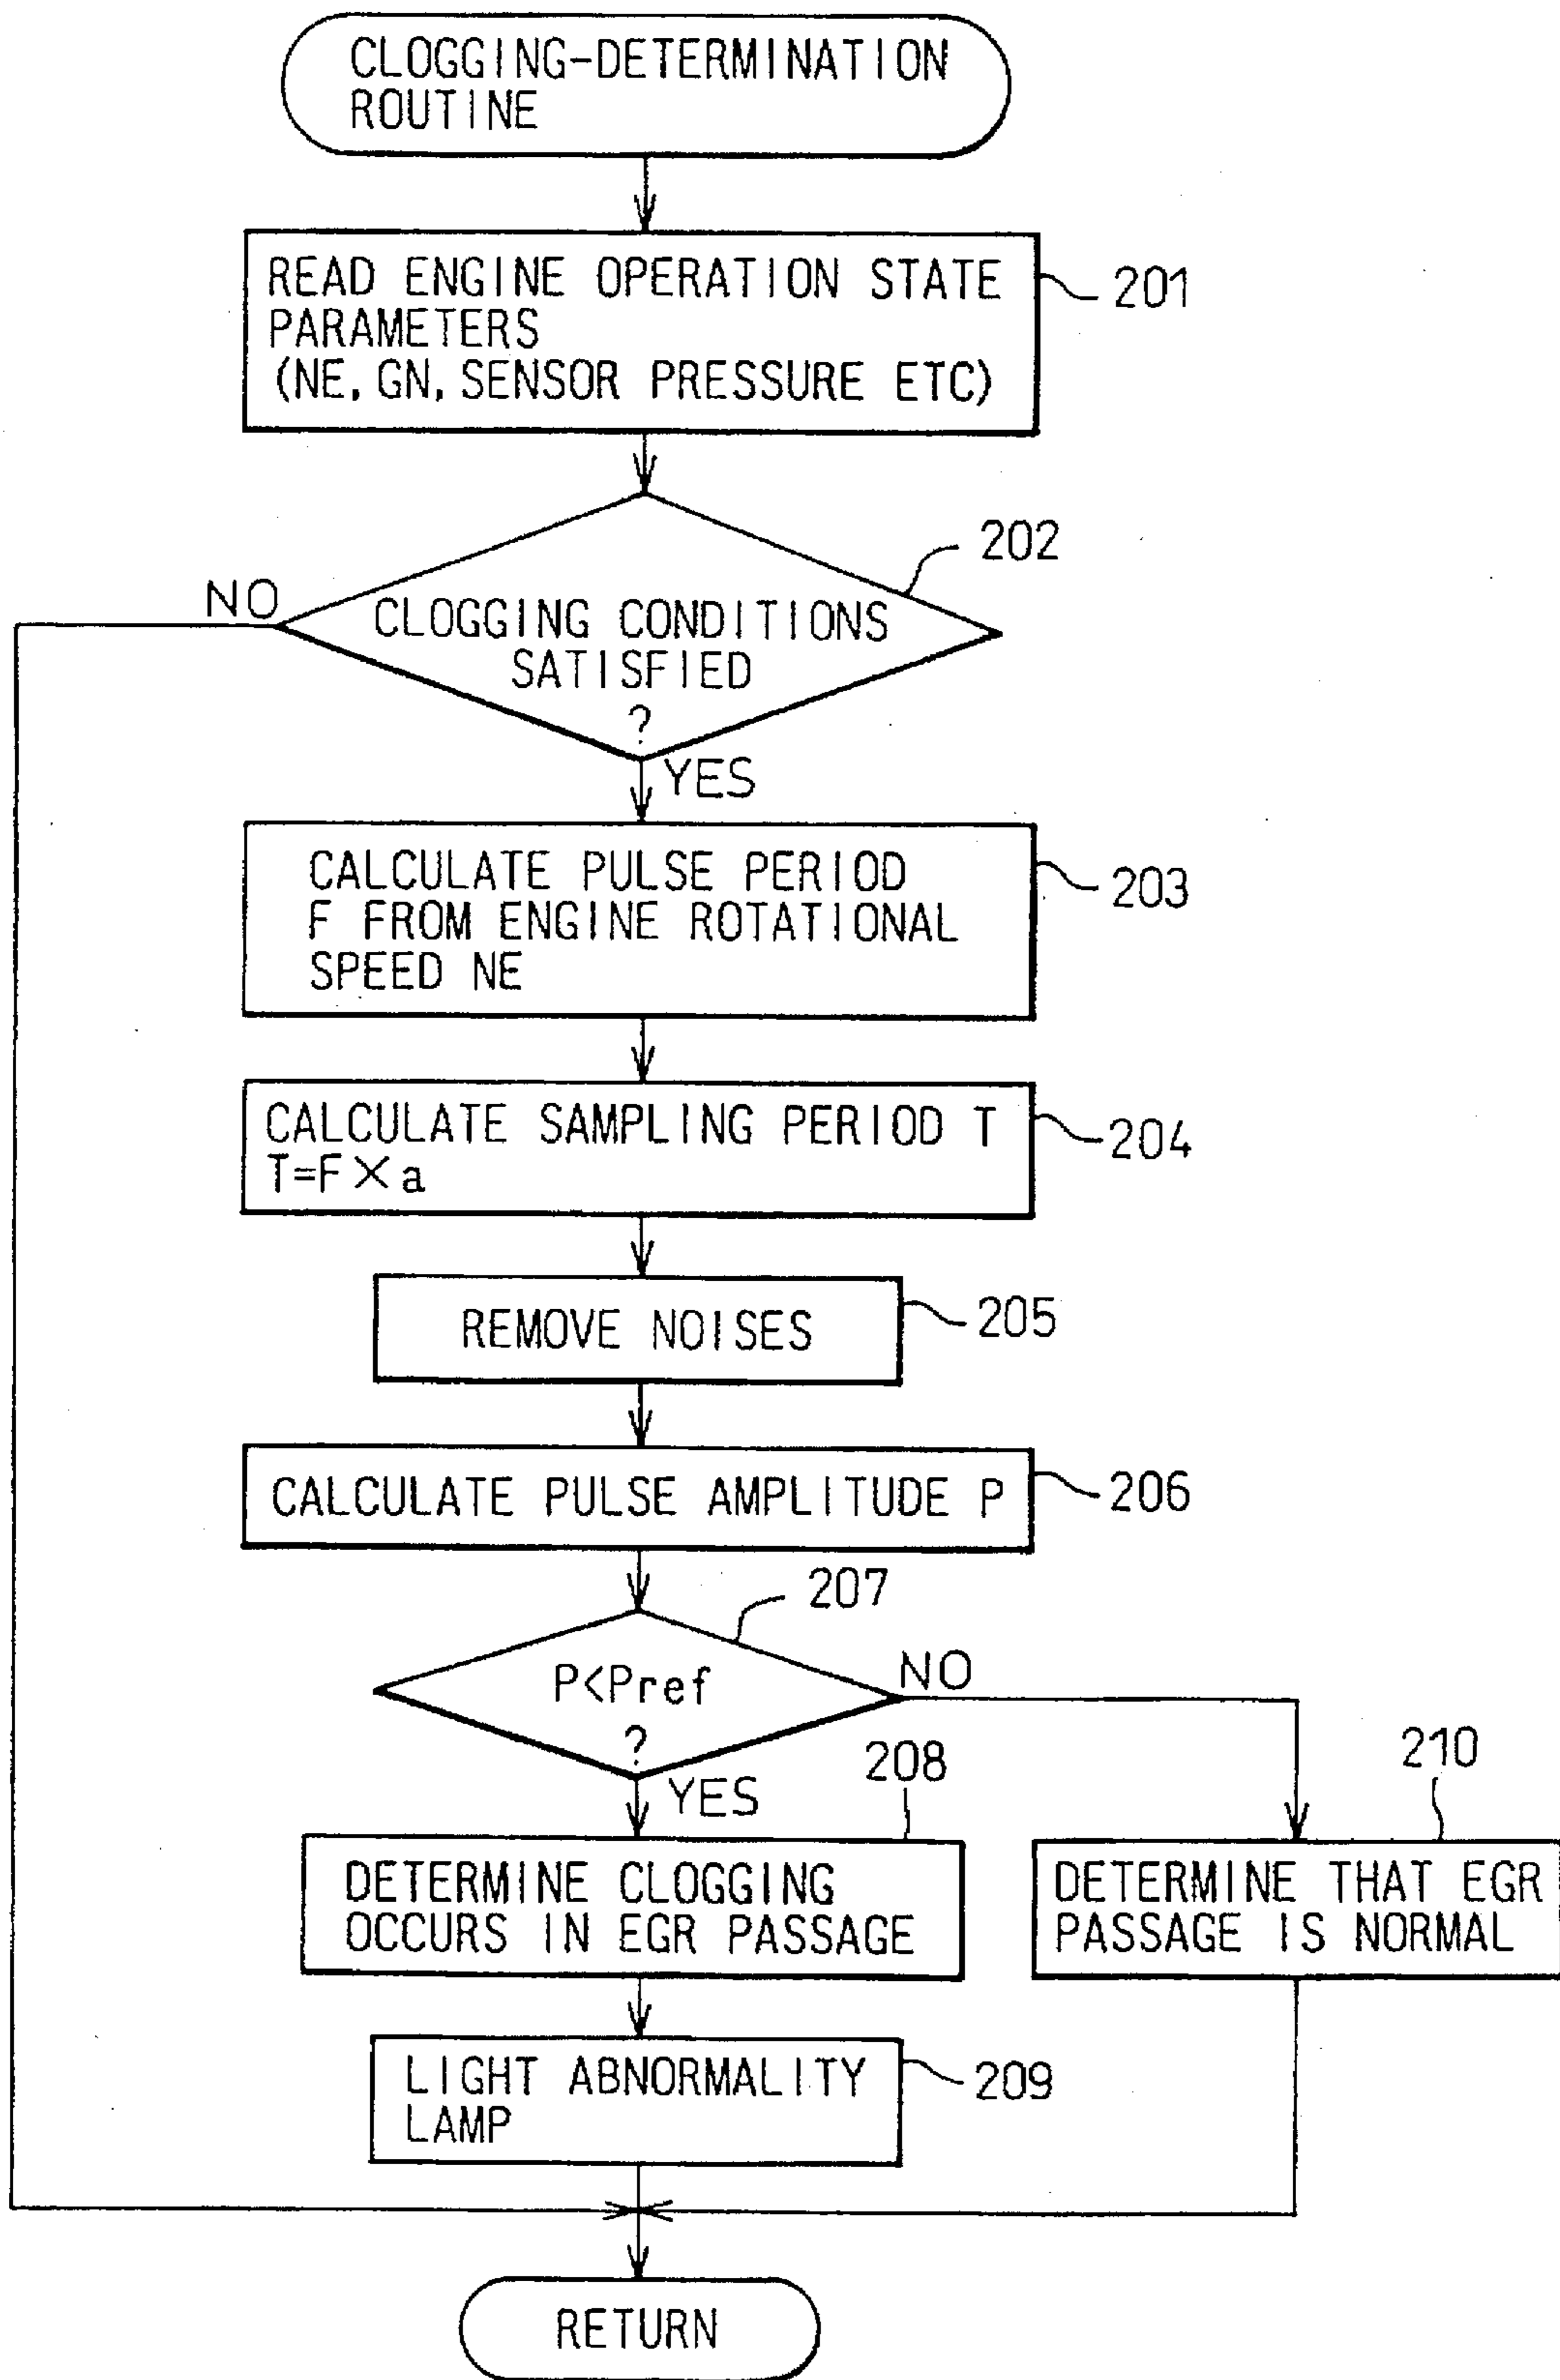 CLOGGING-DETERMINATION
ROUTINE
READ ENGINE OPERATION STATE
PARAMETERS
(NE, GN, SENSOR PRESSURE ETC)
201
202
NO
CLOGGING CONDITIONS
SATISFIED
?
YES
CALCULATE PULSE PERIOD
F FROM ENGINE ROTATIONAL
SPEED NE
203
CALCULATE SAMPLING PERIOD T
T=F×a
204
REMOVE NOISES
205
CALCULATE PULSE AMPLITUDE P
206
207
P<Pref
?
NO
YES
208
210
DETERMINE CLOGGING
OCCURS IN EGR PASSAGE
DETERMINE THAT EGR
PASSAGE IS NORMAL
LIGHT ABNORMALITY
LAMP
209
RETURN